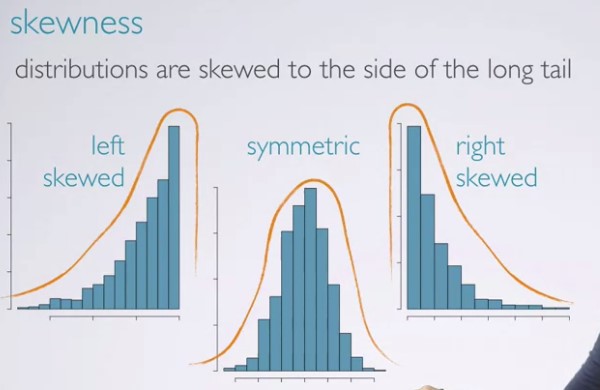 skewness
distributions are skewed to the side of the long tail
left
skewed
symmetric
right
skewed